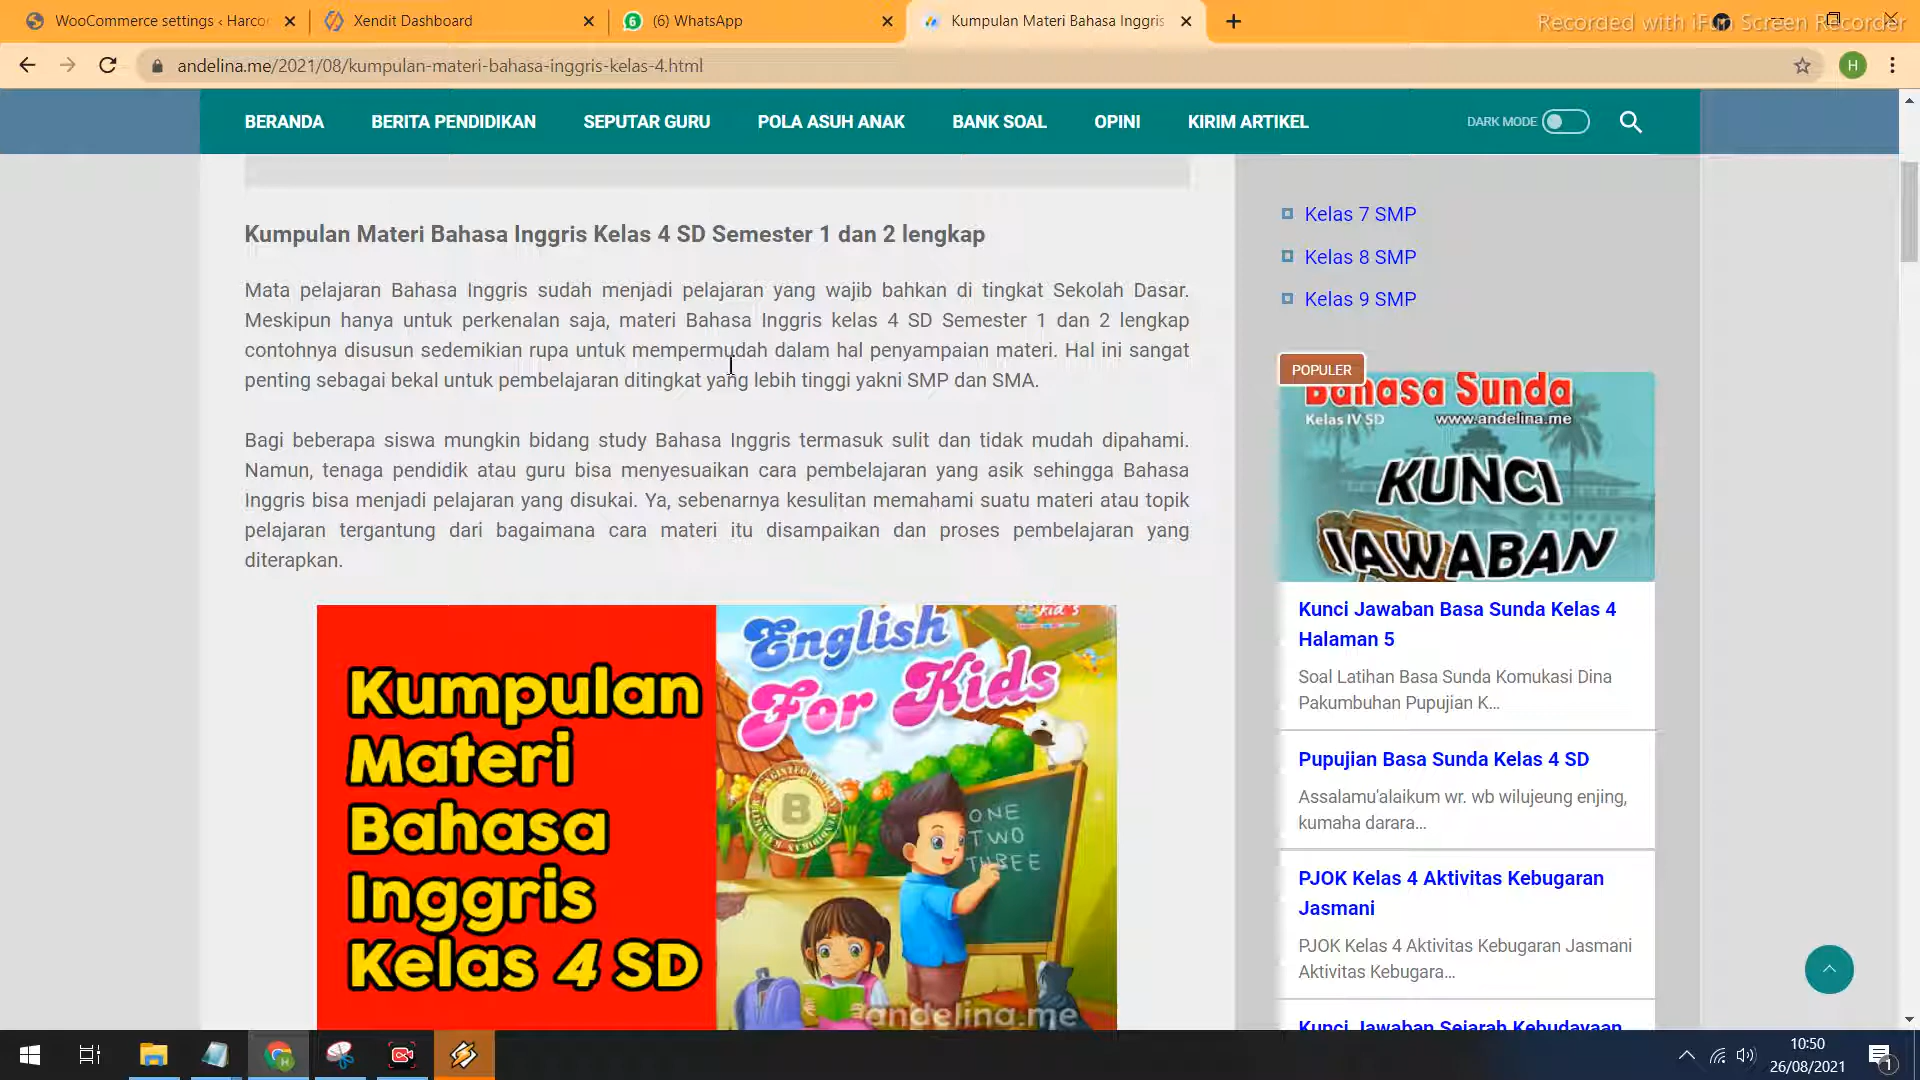 WooCommerce settings ‹ Harco
Xendit Dashboard
(6) WhatsApp
Kumpulan Materi Bahasa Inggris
Recorded with iFun Screen Recorder
andelina.me/2021/08/kumpulan-materi-bahasa-inggris-kelas-4.html
H
BERANDA
BERITA PENDIDIKAN
SEPUTAR GURU
POLA ASUH ANAK
BANK SOAL
OPINI
KIRIM ARTIKEL
DARK MODE
Kumpulan Materi Bahasa Inggris Kelas 4 SD Semester 1 dan 2 lengkap
Mata pelajaran Bahasa Inggris sudah menjadi pelajaran yang wajib bahkan di tingkat Sekolah Dasar.
Meskipun hanya untuk perkenalan saja, materi Bahasa Inggris kelas 4 SD Semester 1 dan 2 lengkap
contohnya disusun sedemikian rupa untuk mempermudah dalam hal penyampaian materi. Hal ini sangat
penting sebagai bekal untuk pembelajaran ditingkat yang lebih tinggi yakni SMP dan SMA.
Bagi beberapa siswa mungkin bidang study Bahasa Inggris termasuk sulit dan tidak mudah dipahami.
Namun, tenaga pendidik atau guru bisa menyesuaikan cara pembelajaran yang asik sehingga Bahasa
Inggris bisa menjadi pelajaran yang disukai. Ya, sebenarnya kesulitan memahami suatu materi atau topik
pelajaran tergantung dari bagaimana cara materi itu disampaikan dan proses pembelajaran yang
diterapkan.
Kumpulan
Materi
Bahasa
Inggris
Kelas 4 SD
kid's
English
For Kids
B
ONE
TWO
THREE
andelina.me
Kelas 7 SMP
Kelas 8 SMP
Kelas 9 SMP
POPULER
Bahasa Sunda
Kelas IV SD
www.andelina.me
KUNCI
JAWABAN
Kunci Jawaban Basa Sunda Kelas 4
Halaman 5
Soal Latihan Basa Sunda Komukasi Dina
Pakumbuhan Pupujian K...
Pupujian Basa Sunda Kelas 4 SD
Assalamu'alaikum wr. wb wilujeung enjing,
kumaha darara...
PJOK Kelas 4 Aktivitas Kebugaran
Jasmani
PJOK Kelas 4 Aktivitas Kebugaran Jasmani
Aktivitas Kebugara...
Kunci Jawaban Sejarah Kebudayaan
10:50
26/08/2021
1